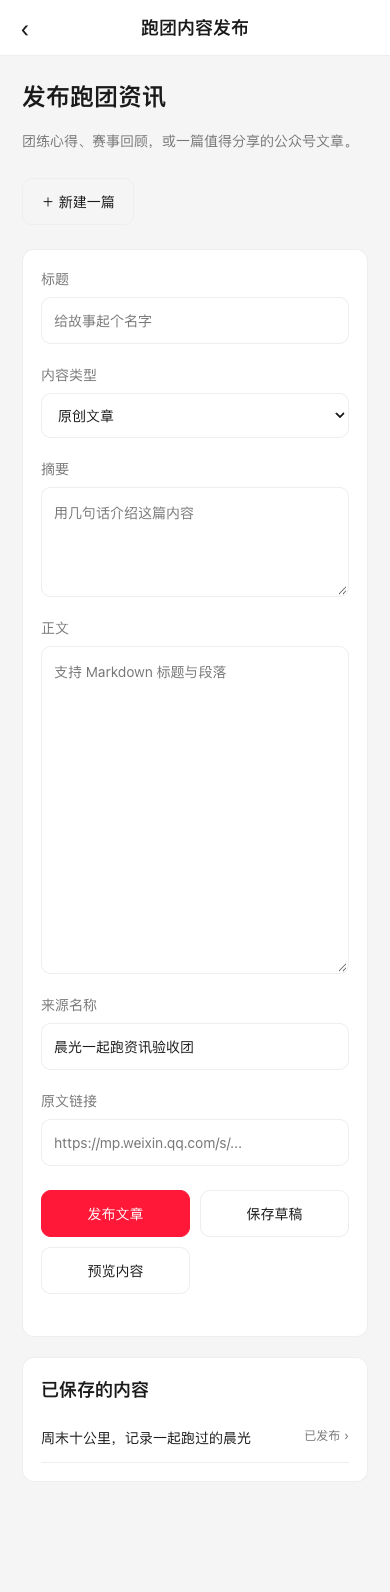 ‹
跑团内容发布
发布跑团资讯
团练心得、赛事回顾，或一篇值得分享的公众号文章。
＋ 新建一篇
标题
给故事起个名字
内容类型
原创文章
摘要
用几句话介绍这篇内容
正文
支持 Markdown 标题与段落
来源名称
晨光一起跑资讯验收团
原文链接
https://mp.weixin.qq.com/s/...
发布文章
保存草稿
预览内容
已保存的内容
周末十公里，记录一起跑过的晨光
已发布 ›